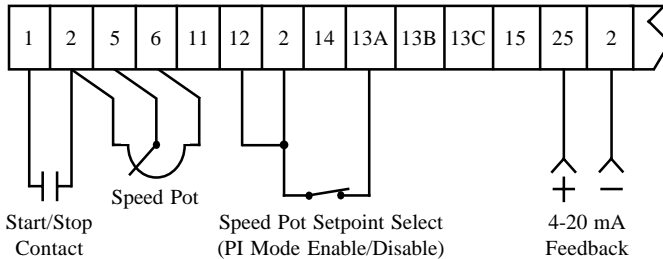 1 2 5 6 11 12 2 14 13A 13B 13C 15 25 2
Speed Pot
Start/Stop
Contact
Speed Pot Setpoint Select
(PI Mode Enable/Disable)
+ −
4-20 mA
Feedback